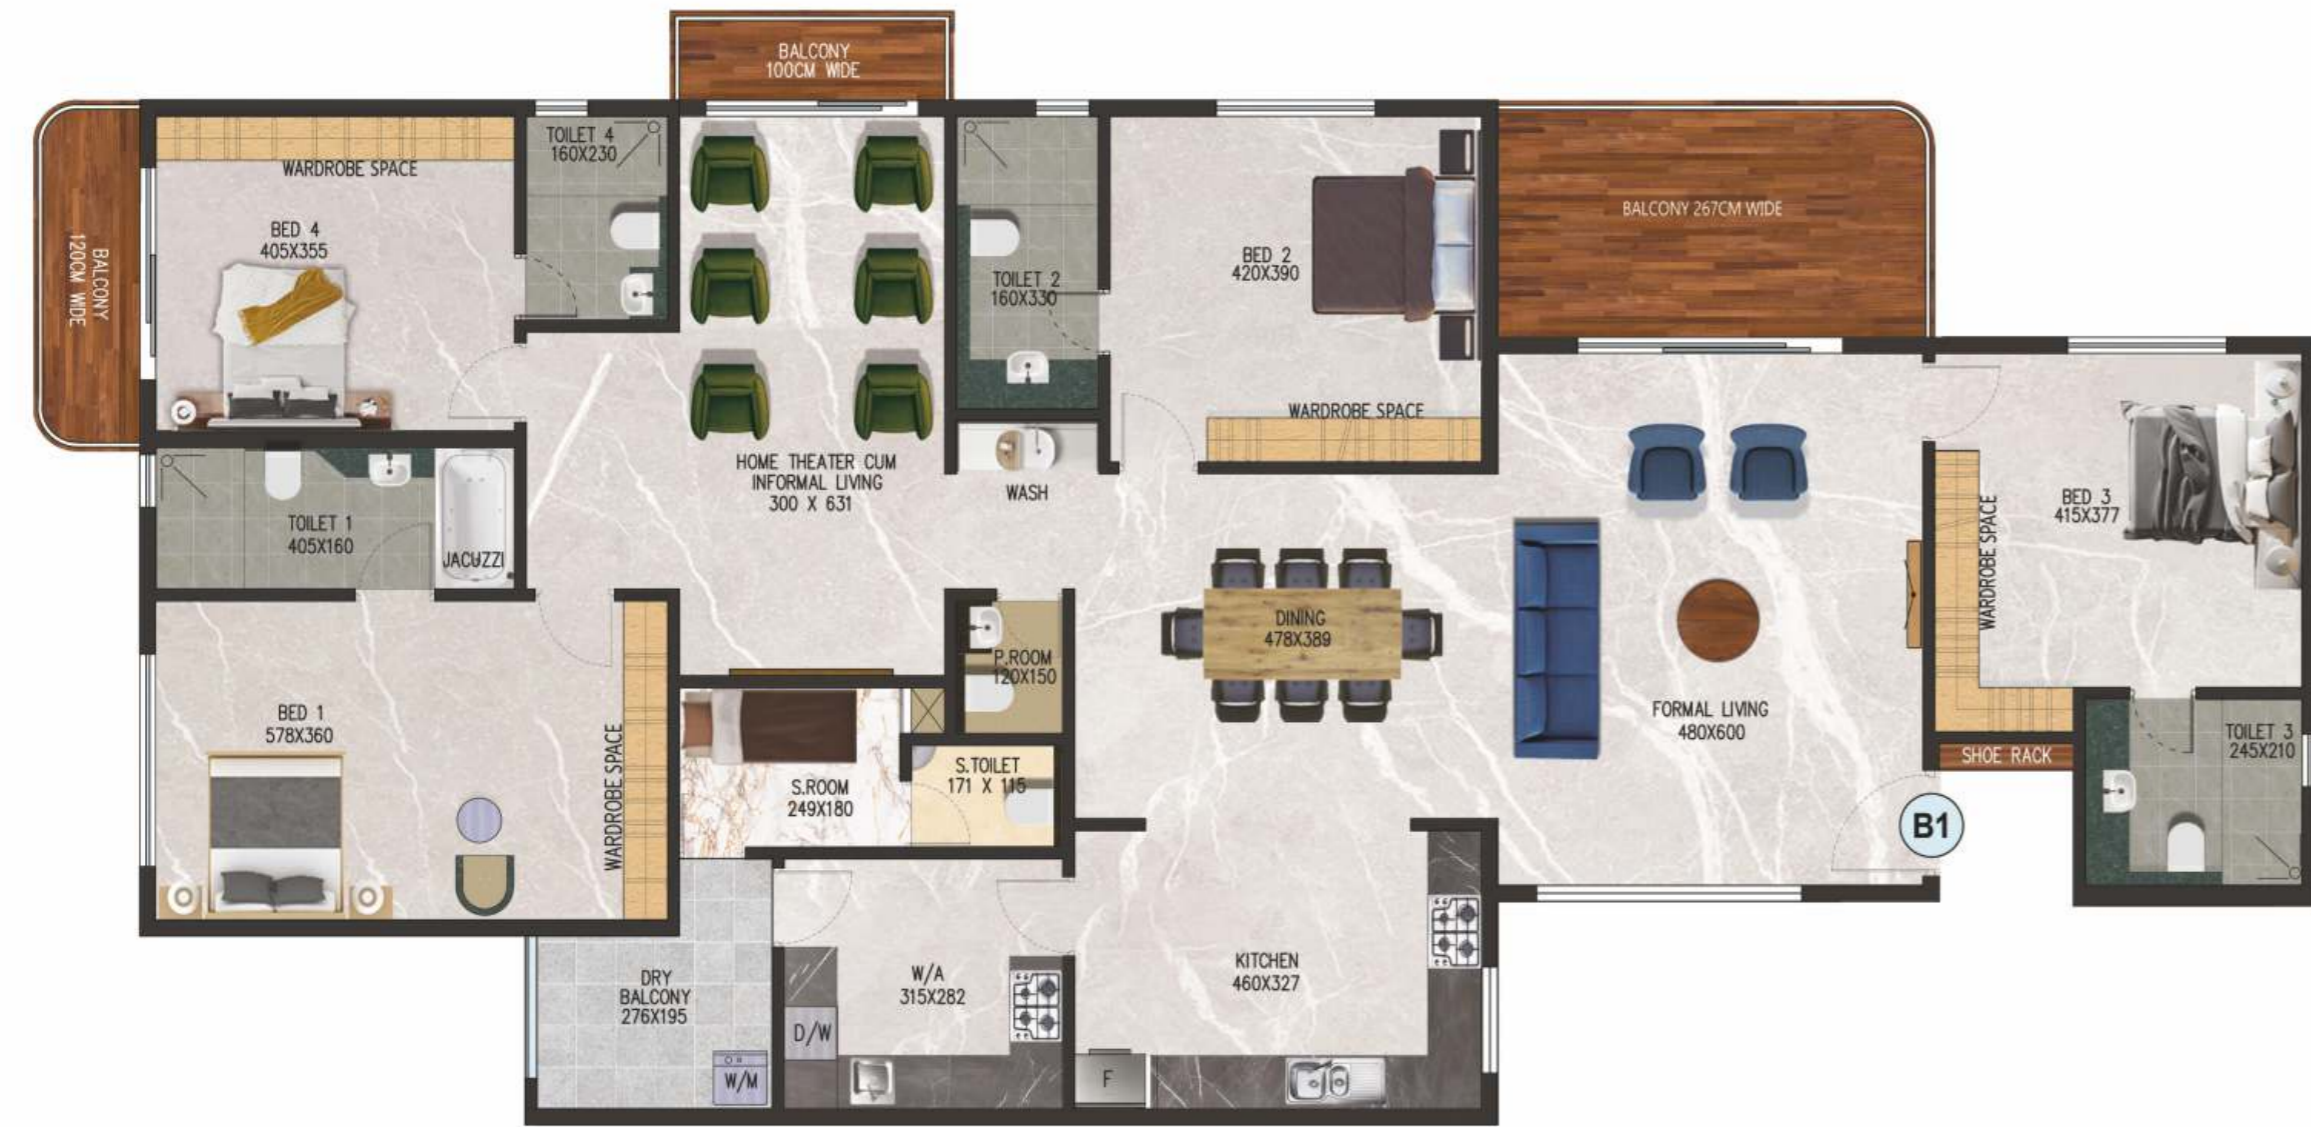 BALCONY
100CM WIDE
BALCONY
120CM WIDE
WARDROBE SPACE
BED 4
405X355
TOILET 4
160X230
HOME THEATER CUM
INFORMAL LIVING
300 X 631
TOILET 2
160X330
WASH
BED 2
420X390
WARDROBE SPACE
BALCONY 267CM WIDE
TOILET 1
405X160
JACUZZI
BED 1
578X360
WARDROBE SPACE
P.ROOM
120X150
S.ROOM
249X180
S.TOILET
171 X 115
DINING
478X389
FORMAL LIVING
480X600
BED 3
415X377
WARDROBE SPACE
SHOE RACK
TOILET 3
245X210
B1
DRY
BALCONY
276X195
W/M
W/A
315X282
D/W
KITCHEN
460X327
F